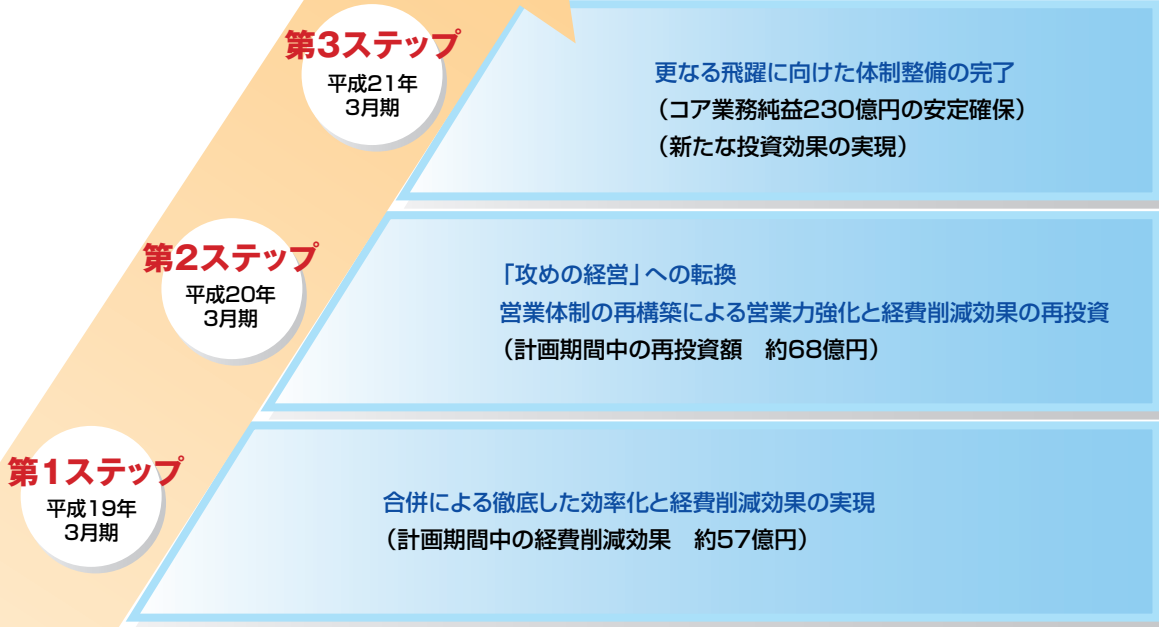 第3ステップ
平成21年
3月期
更なる飛躍に向けた体制整備の完了
（コア業務純益230億円の安定確保）
（新たな投資効果の実現）
第2ステップ
平成20年
3月期
「攻めの経営」への転換
営業体制の再構築による営業力強化と経費削減効果の再投資
（計画期間中の再投資額　約68億円）
第1ステップ
平成19年
3月期
合併による徹底した効率化と経費削減効果の実現
（計画期間中の経費削減効果　約57億円）